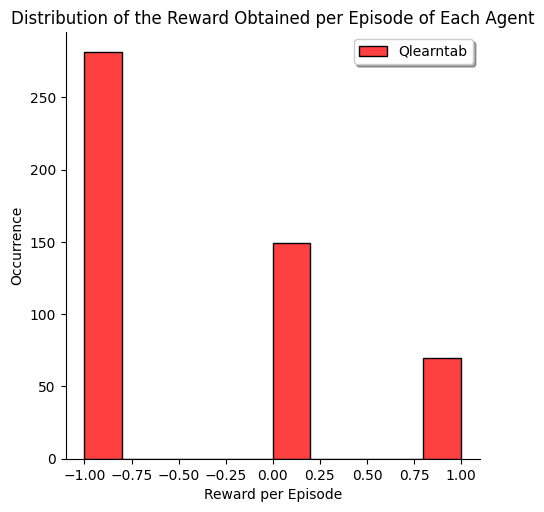 Distribution of the Reward Obtained per Episode of Each Agent
Qlearntab
250
200
150
100
50
0
Occurrence
−1.00 −0.75 −0.50 −0.25 0.00 0.25 0.50 0.75 1.00
Reward per Episode